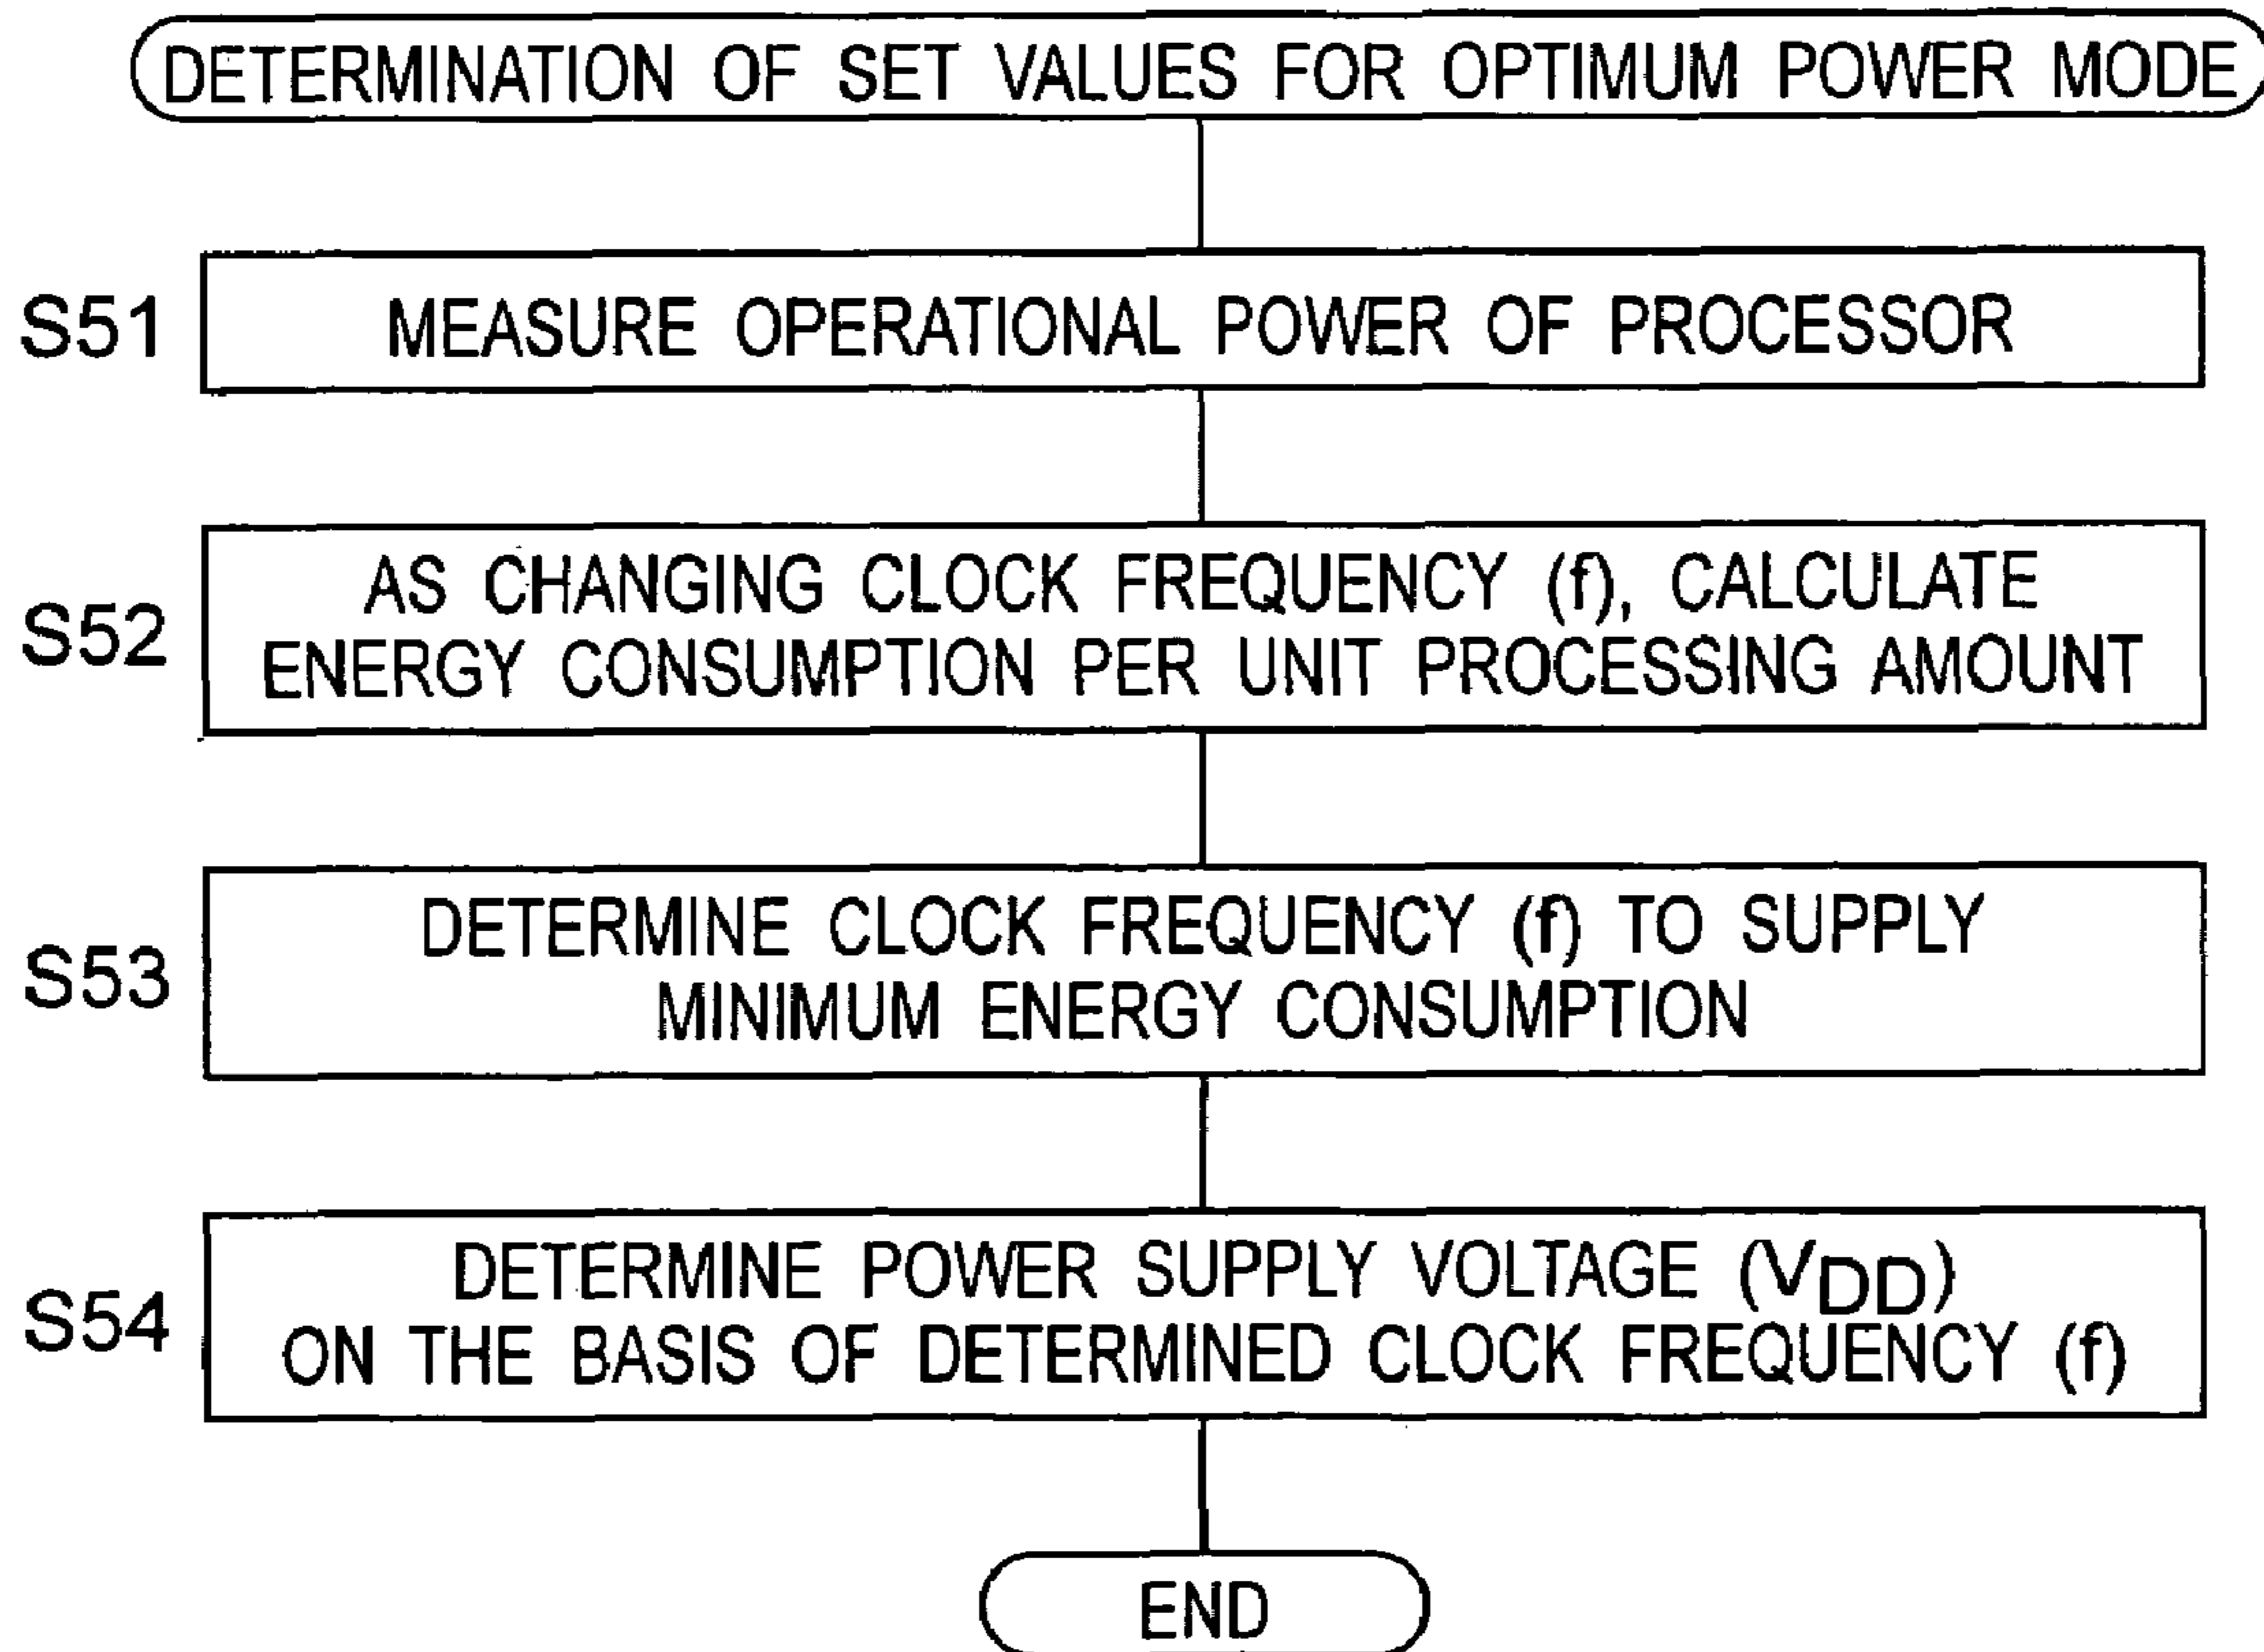 DETERMINATION OF SET VALUES FOR OPTIMUM POWER MODE
S51
MEASURE OPERATIONAL POWER OF PROCESSOR
S52
AS CHANGING CLOCK FREQUENCY (f), CALCULATE
ENERGY CONSUMPTION PER UNIT PROCESSING AMOUNT
S53
DETERMINE CLOCK FREQUENCY (f) TO SUPPLY
MINIMUM ENERGY CONSUMPTION
S54
DETERMINE POWER SUPPLY VOLTAGE (VDD)
ON THE BASIS OF DETERMINED CLOCK FREQUENCY (f)
END